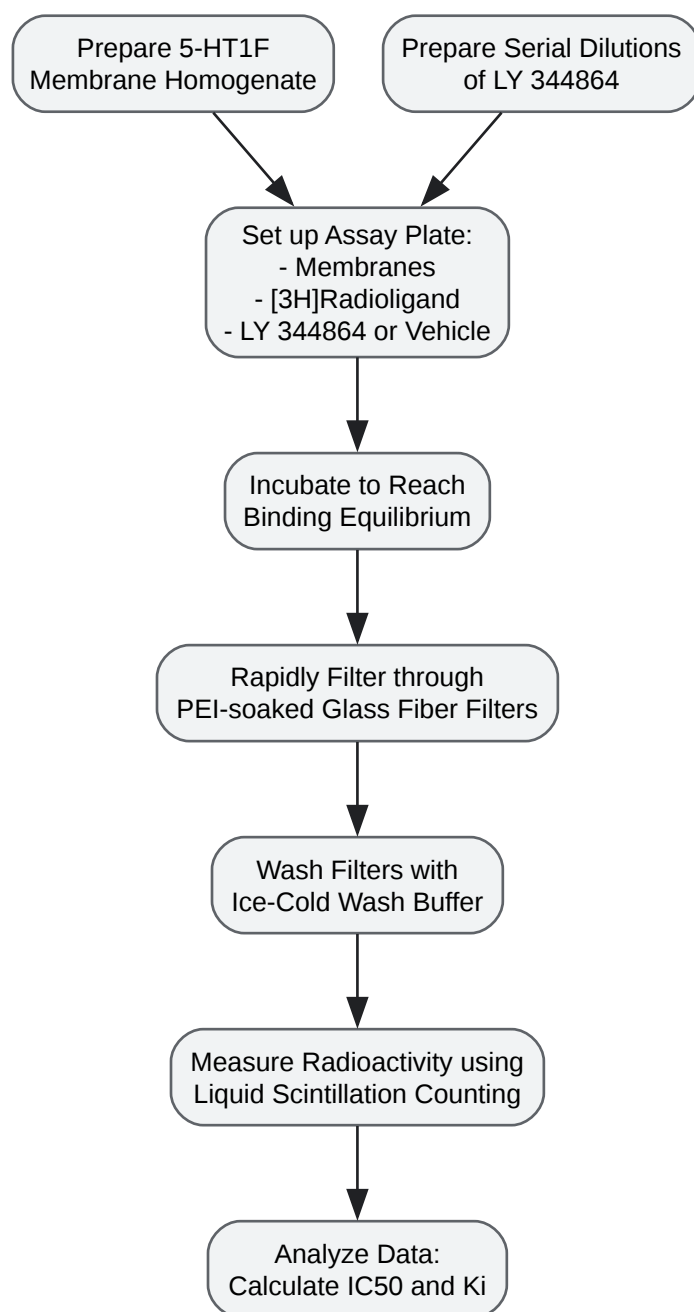 Prepare 5-HT1F
Membrane Homogenate
Prepare Serial Dilutions
of LY 344864
Set up Assay Plate:
- Membranes
- [3H]Radioligand
- LY 344864 or Vehicle
Incubate to Reach
Binding Equilibrium
Rapidly Filter through
PEI-soaked Glass Fiber Filters
Wash Filters with
Ice-Cold Wash Buffer
Measure Radioactivity using
Liquid Scintillation Counting
Analyze Data:
Calculate IC50 and Ki